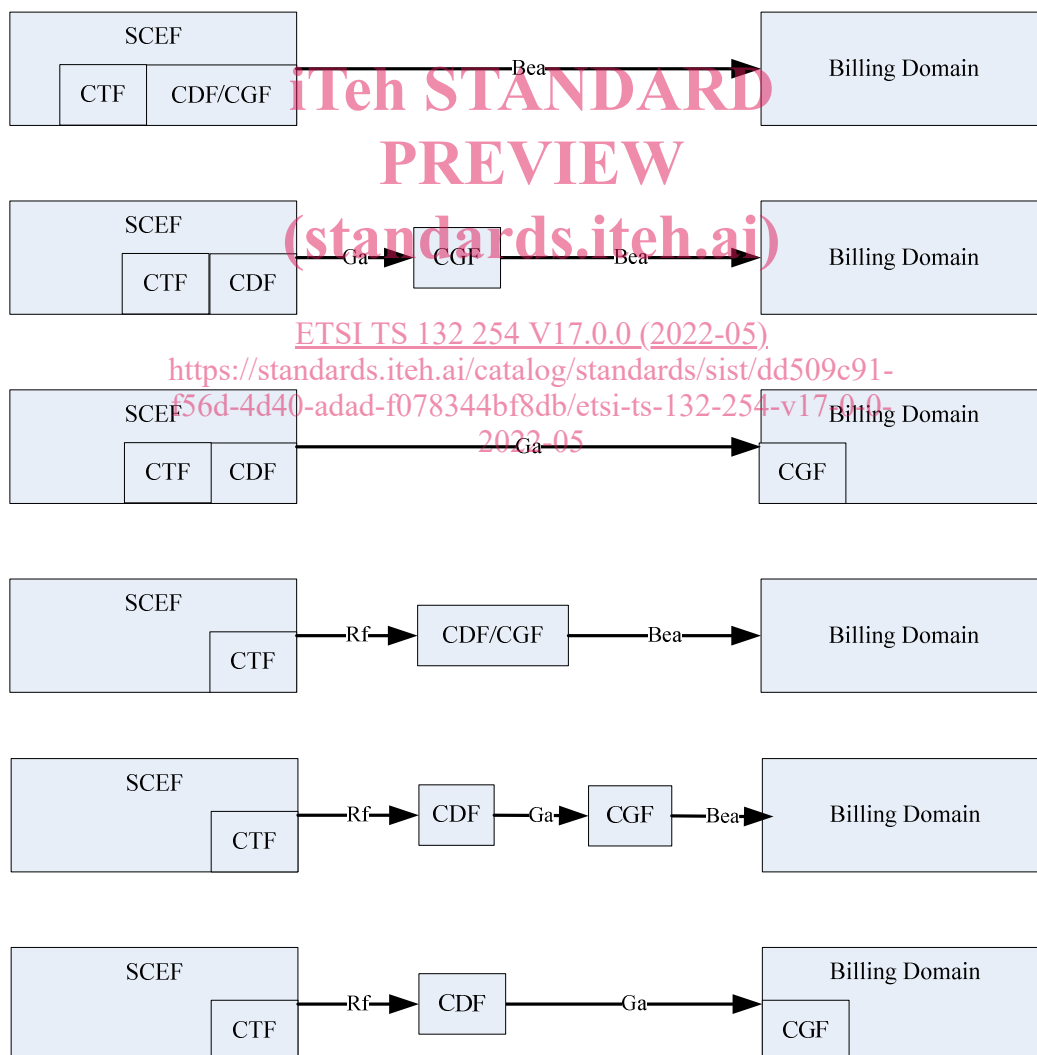 SCEF
CTF
CDF/CGF
Bea
Billing Domain
iTeh STANDARD
PREVIEW
(standards.iteh.ai)
SCEF
CTF
CDF
Ga
CGF
Bea
Billing Domain
ETSI TS 132 254 V17.0.0 (2022-05)
https://standards.iteh.ai/catalog/standards/sist/dd509c91-
f56d-4d40-adad-f078344bf8db/etsi-ts-132-254-v17-0-0-
2022-05
SCEF
CTF
CDF
Ga
Billing Domain
CGF
SCEF
CTF
Rf
CDF/CGF
Bea
Billing Domain
SCEF
CTF
Rf
CDF
Ga
CGF
Bea
Billing Domain
SCEF
CTF
Rf
CDF
Ga
Billing Domain
CGF